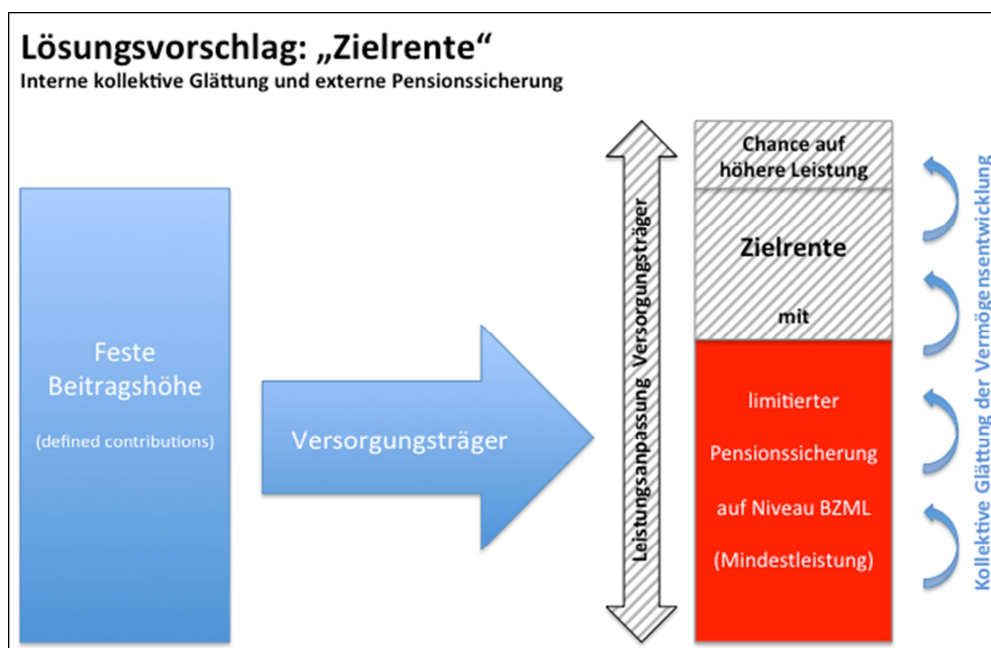 Lösungsvorschlag: „Zielrente“
Interne kollektive Glättung und externe Pensionssicherung
Feste
Beitragshöhe
(defined contributions)
Versorgungsträger
Leistungsanpassung Versorgungsträger
Chance auf
höhere Leistung
Zielrente
mit
limitierter
Pensionssicherung
auf Niveau BZML
(Mindestleistung)
Kollektive Glättung der Vermögensentwicklung